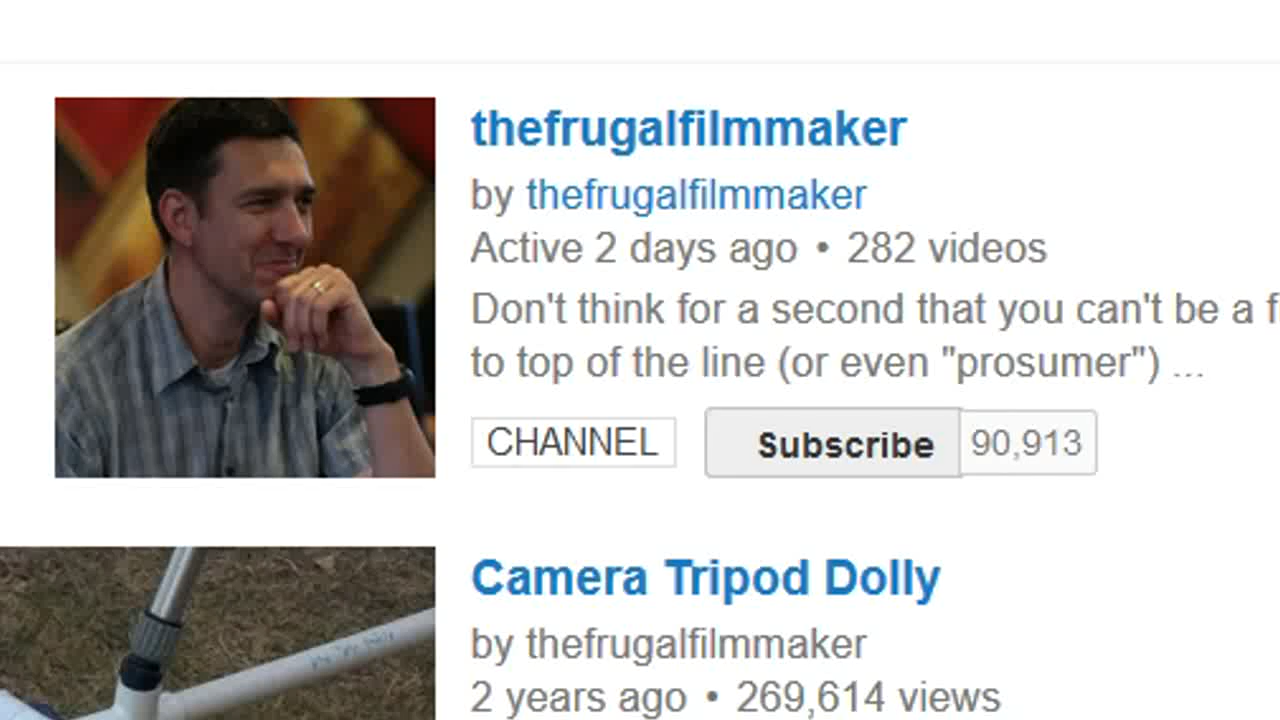 thefrugalfilmmaker
by thefrugalfilmmaker
Active 2 days ago • 282 videos
Don't think for a second that you can't be a f
to top of the line (or even "prosumer") ...
CHANNEL Subscribe 90,913
Camera Tripod Dolly
by thefrugalfilmmaker
2 years ago • 269,614 views